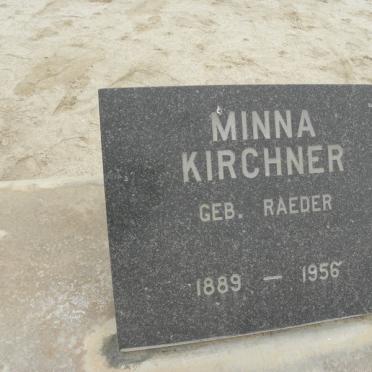 MINNA
KIRCHNER
GEB. RAEDER
1889 — 1956